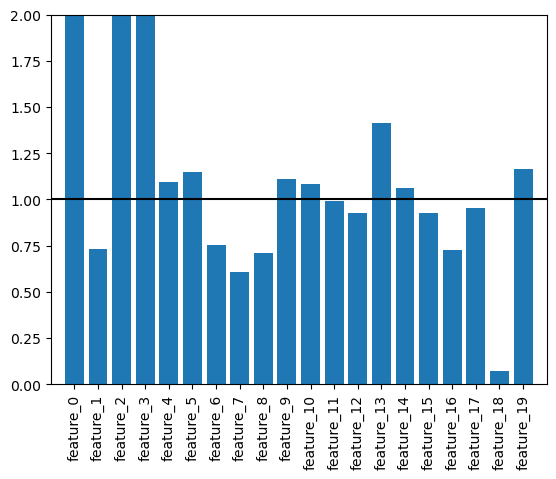 2.00
1.75
1.50
1.25
1.00
0.75
0.50
0.25
0.00
feature_0
feature_1
feature_2
feature_3
feature_4
feature_5
feature_6
feature_7
feature_8
feature_9
feature_10
feature_11
feature_12
feature_13
feature_14
feature_15
feature_16
feature_17
feature_18
feature_19